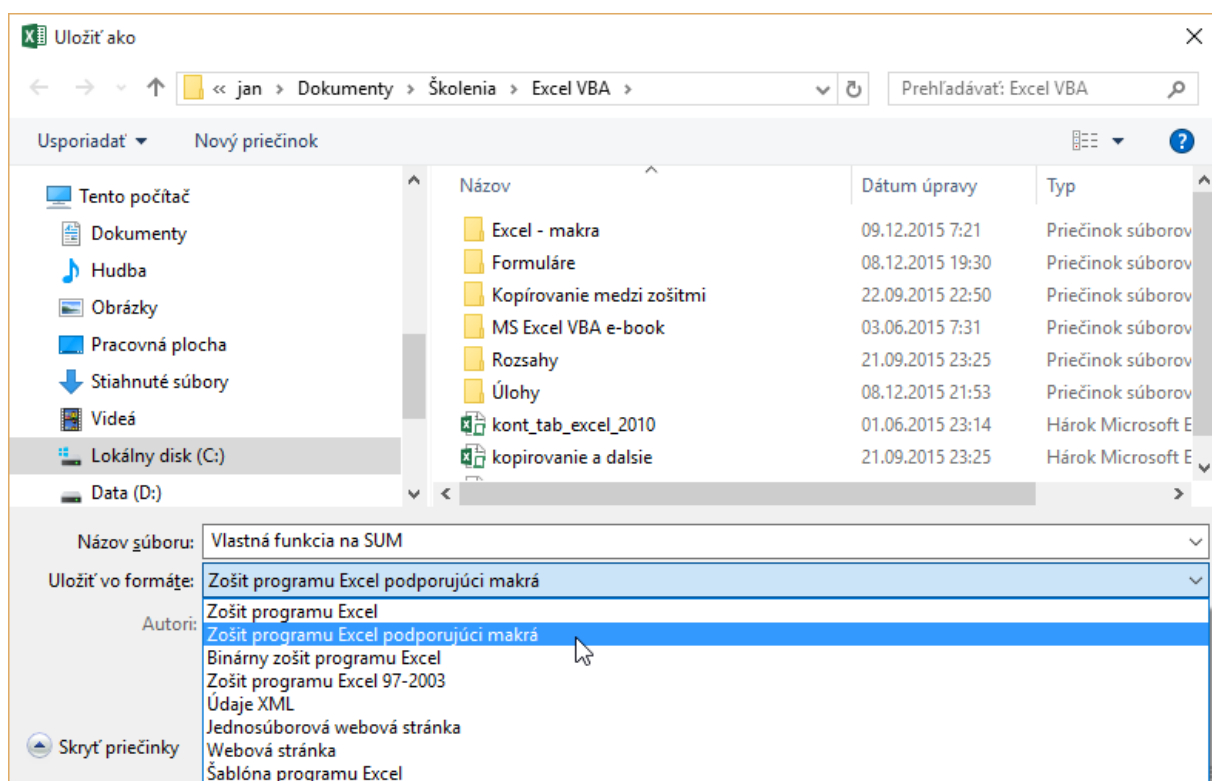 Uložiť ako
« jan › Dokumenty › Školenia › Excel VBA ›
Prehľadávať: Excel VBA
Usporiadať
Nový priečinok
Tento počítač
Dokumenty
Hudba
Obrázky
Pracovná plocha
Stiahnuté súbory
Videá
Lokálny disk (C:)
Data (D:)
Názov Dátum úpravy Typ
Excel - makra 09.12.2015 7:21 Priečinok súborov
Formuláre 08.12.2015 19:30 Priečinok súborov
Kopírovanie medzi zošitmi 22.09.2015 22:50 Priečinok súborov
MS Excel VBA e-book 03.06.2015 7:31 Priečinok súborov
Rozsahy 21.09.2015 23:25 Priečinok súborov
Úlohy 08.12.2015 21:53 Priečinok súborov
kont_tab_excel_2010 01.06.2015 23:14 Hárok Microsoft E
kopirovanie a dalsie 21.09.2015 23:25 Hárok Microsoft E
Názov súboru: Vlastná funkcia na SUM
Uložiť vo formáte: Zošit programu Excel podporujúci makrá
Autori:
Zošit programu Excel
Zošit programu Excel podporujúci makrá
Binárny zošit programu Excel
Zošit programu Excel 97-2003
Údaje XML
Jednosúborová webová stránka
Webová stránka
Šablóna programu Excel
Skryť priečinky